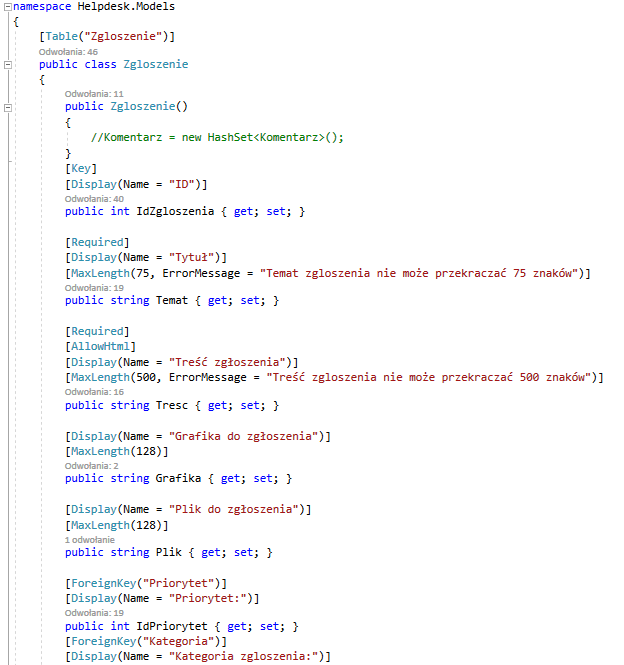 namespace Helpdesk.Models
{
[Table("Zgloszenie")]
Odwołania: 46
public class Zgloszenie
{
Odwołania: 11
public Zgloszenie()
{
//Komentarz = new HashSet<Komentarz>();
}
[Key]
[Display(Name = "ID")]
Odwołania: 40
public int IdZgloszenia { get; set; }
[Required]
[Display(Name = "Tytuł")]
[MaxLength(75, ErrorMessage = "Temat zgloszenia nie może przekraczać 75 znaków")]
Odwołania: 19
public string Temat { get; set; }
[Required]
[AllowHtml]
[Display(Name = "Treść zgłoszenia")]
[MaxLength(500, ErrorMessage = "Treść zgloszenia nie może przekraczać 500 znaków")]
Odwołania: 16
public string Tresc { get; set; }
[Display(Name = "Grafika do zgłoszenia")]
[MaxLength(128)]
Odwołania: 2
public string Grafika { get; set; }
[Display(Name = "Plik do zgłoszenia")]
[MaxLength(128)]
1 odwołanie
public string Plik { get; set; }
[ForeignKey("Priorytet")]
[Display(Name = "Priorytet:")]
Odwołania: 19
public int IdPriorytet { get; set; }
[ForeignKey("Kategoria")]
[Display(Name = "Kategoria zgloszenia:")]